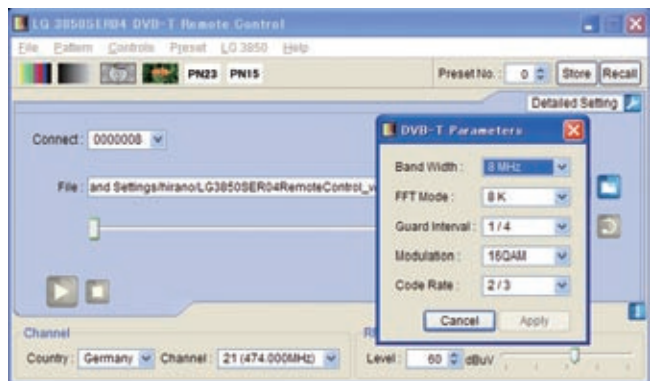 LG 3850SER04 DVB-T Remote Control
File Pattern Controls Preset LG 3850 Help
PN23 PN15 Preset No. : 0 Store Recall
Detailed Setting
Connect : 0000008
File : and Settings/hirano/LG3850SER04RemoteControl_v
DVB-T Parameters
Band Width : 8 MHz
FFT Mode : 8 K
Guard Interval : 1 / 4
Modulation : 16QAM
Code Rate : 2 / 3
Cancel Apply
Channel
Country : Germany Channel : 21 (474.000MHz)
Level : 60 dBuV